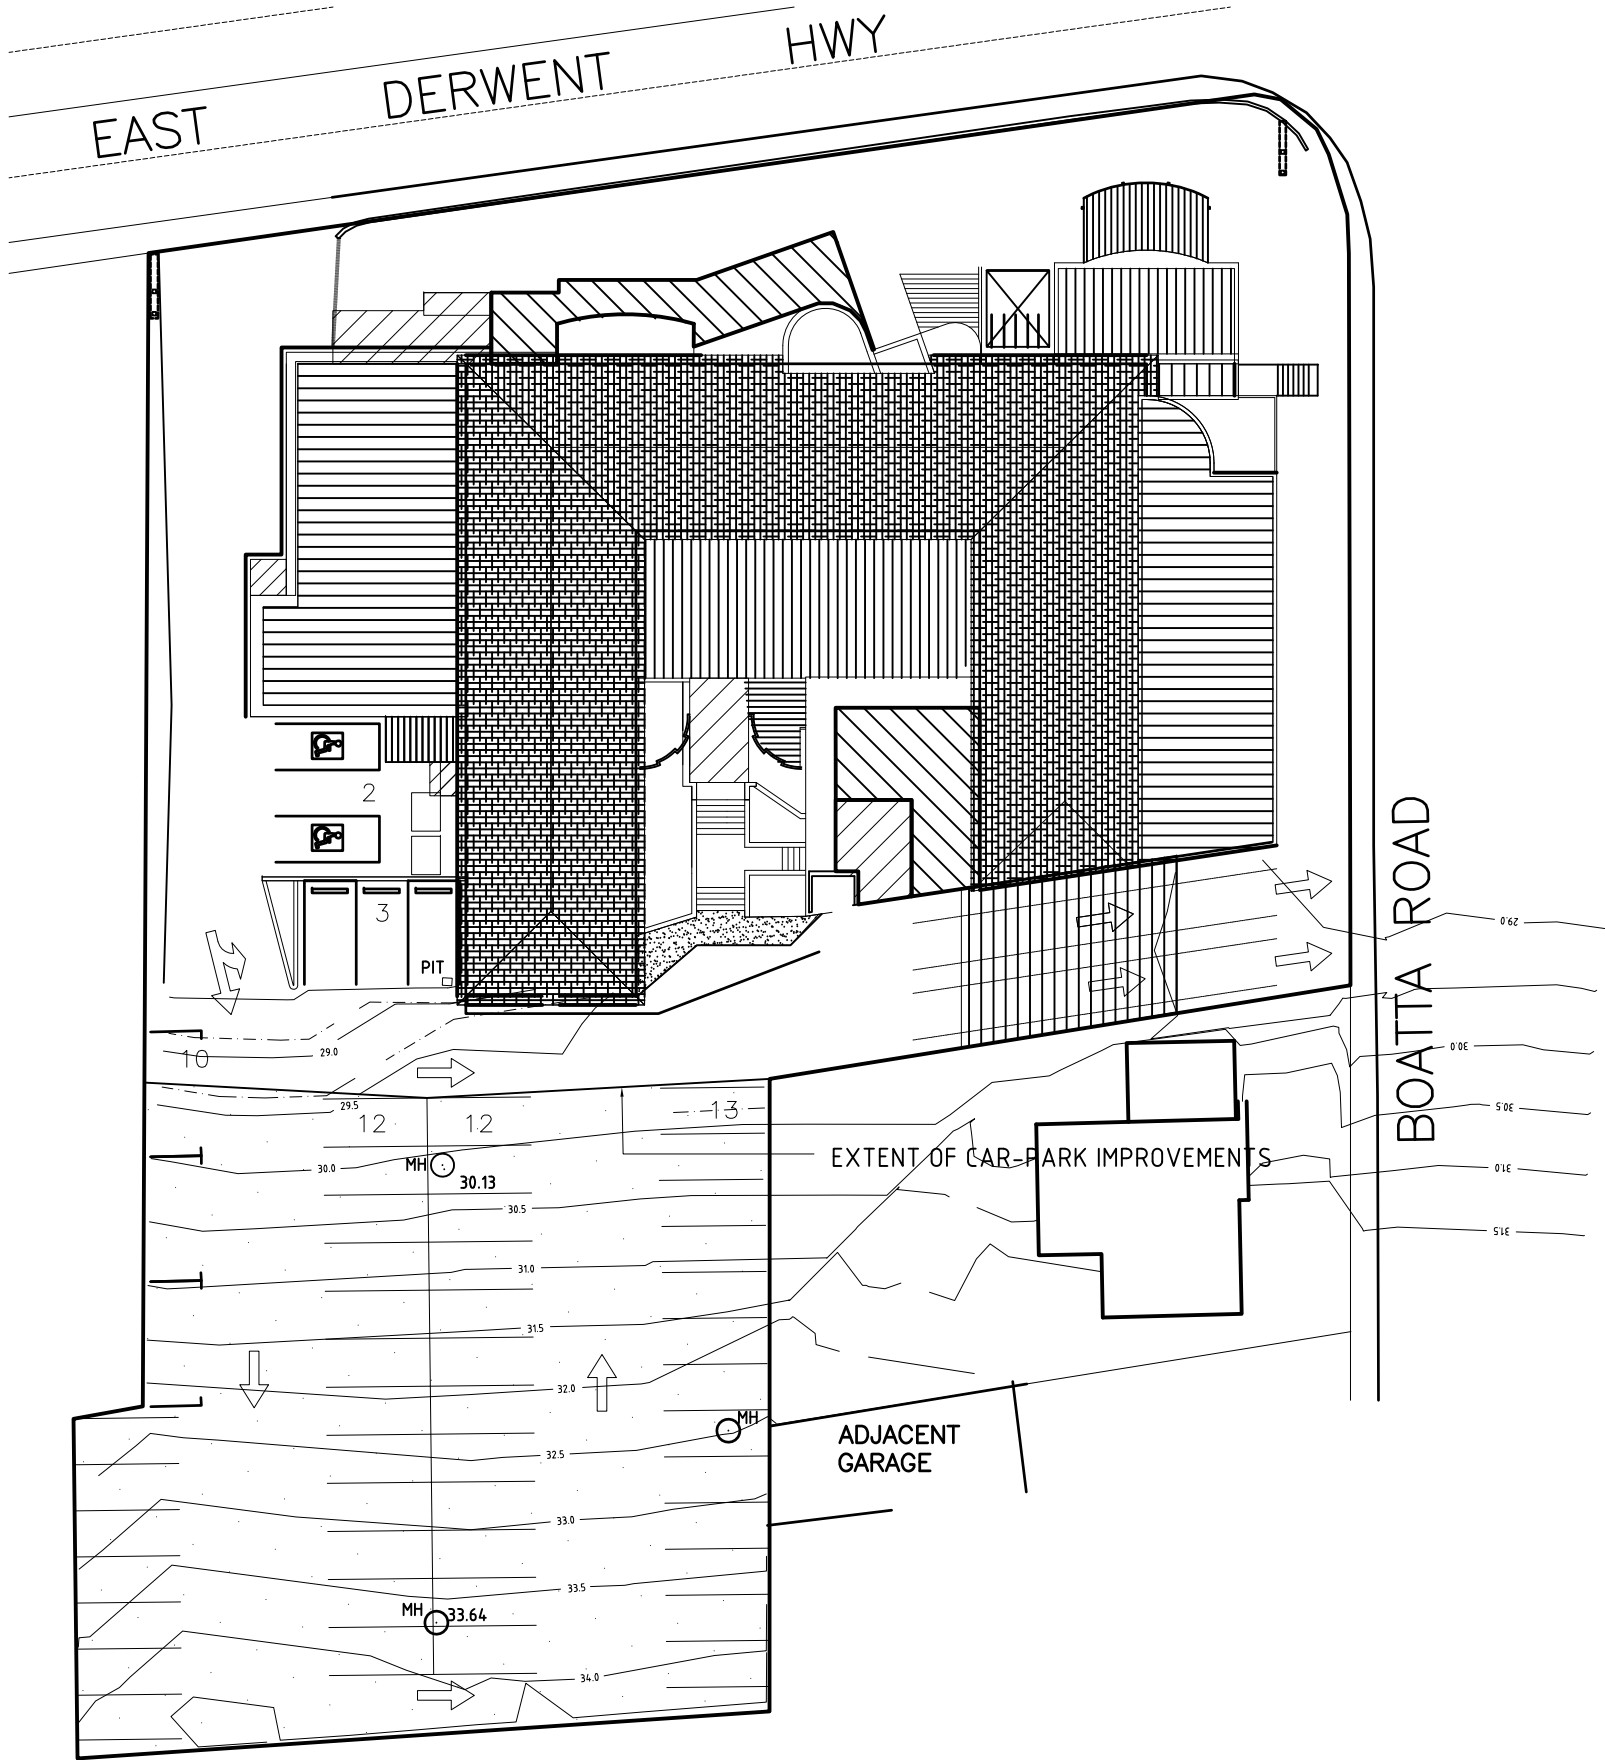 EAST DERWENT HWY
2
3
PIT
29.0
BOATTA ROAD
10
29.0
30.0
29.5
12
12
13
30.5
EXTENT OF CAR-PARK IMPROVEMENTS
MH
30.0
30.13
31.0
30.5
31.5
31.0
31.5
32.0
MH
ADJACENT
GARAGE
32.5
33.0
33.5
MH
33.64
34.0